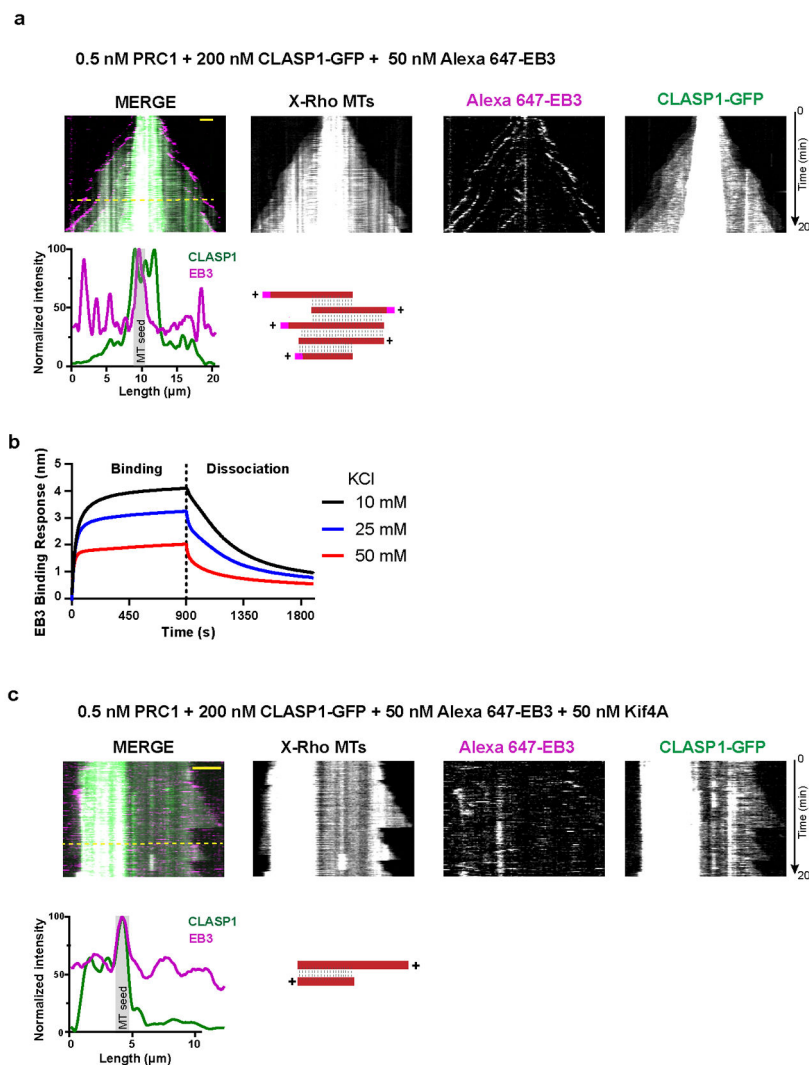 a
0.5 nM PRC1 + 200 nM CLASP1-GFP + 50 nM Alexa 647-EB3
MERGE
X-Rho MTs
Alexa 647-EB3
CLASP1-GFP
0
Time (min)
20
Normalized intensity
100
50
0
CLASP1
EB3
MT seed
0 5 10 15 20
Length (μm)
+
+
+
+
+
b
EB3 Binding Response (nm)
5
4
3
2
1
0
Binding
Dissociation
KCl
10 mM
25 mM
50 mM
0 450 900 1350 1800
Time (s)
c
0.5 nM PRC1 + 200 nM CLASP1-GFP + 50 nM Alexa 647-EB3 + 50 nM Kif4A
MERGE
X-Rho MTs
Alexa 647-EB3
CLASP1-GFP
0
Time (min)
20
Normalized intensity
100
50
0
CLASP1
EB3
MT seed
0 5 10
Length (μm)
+
+